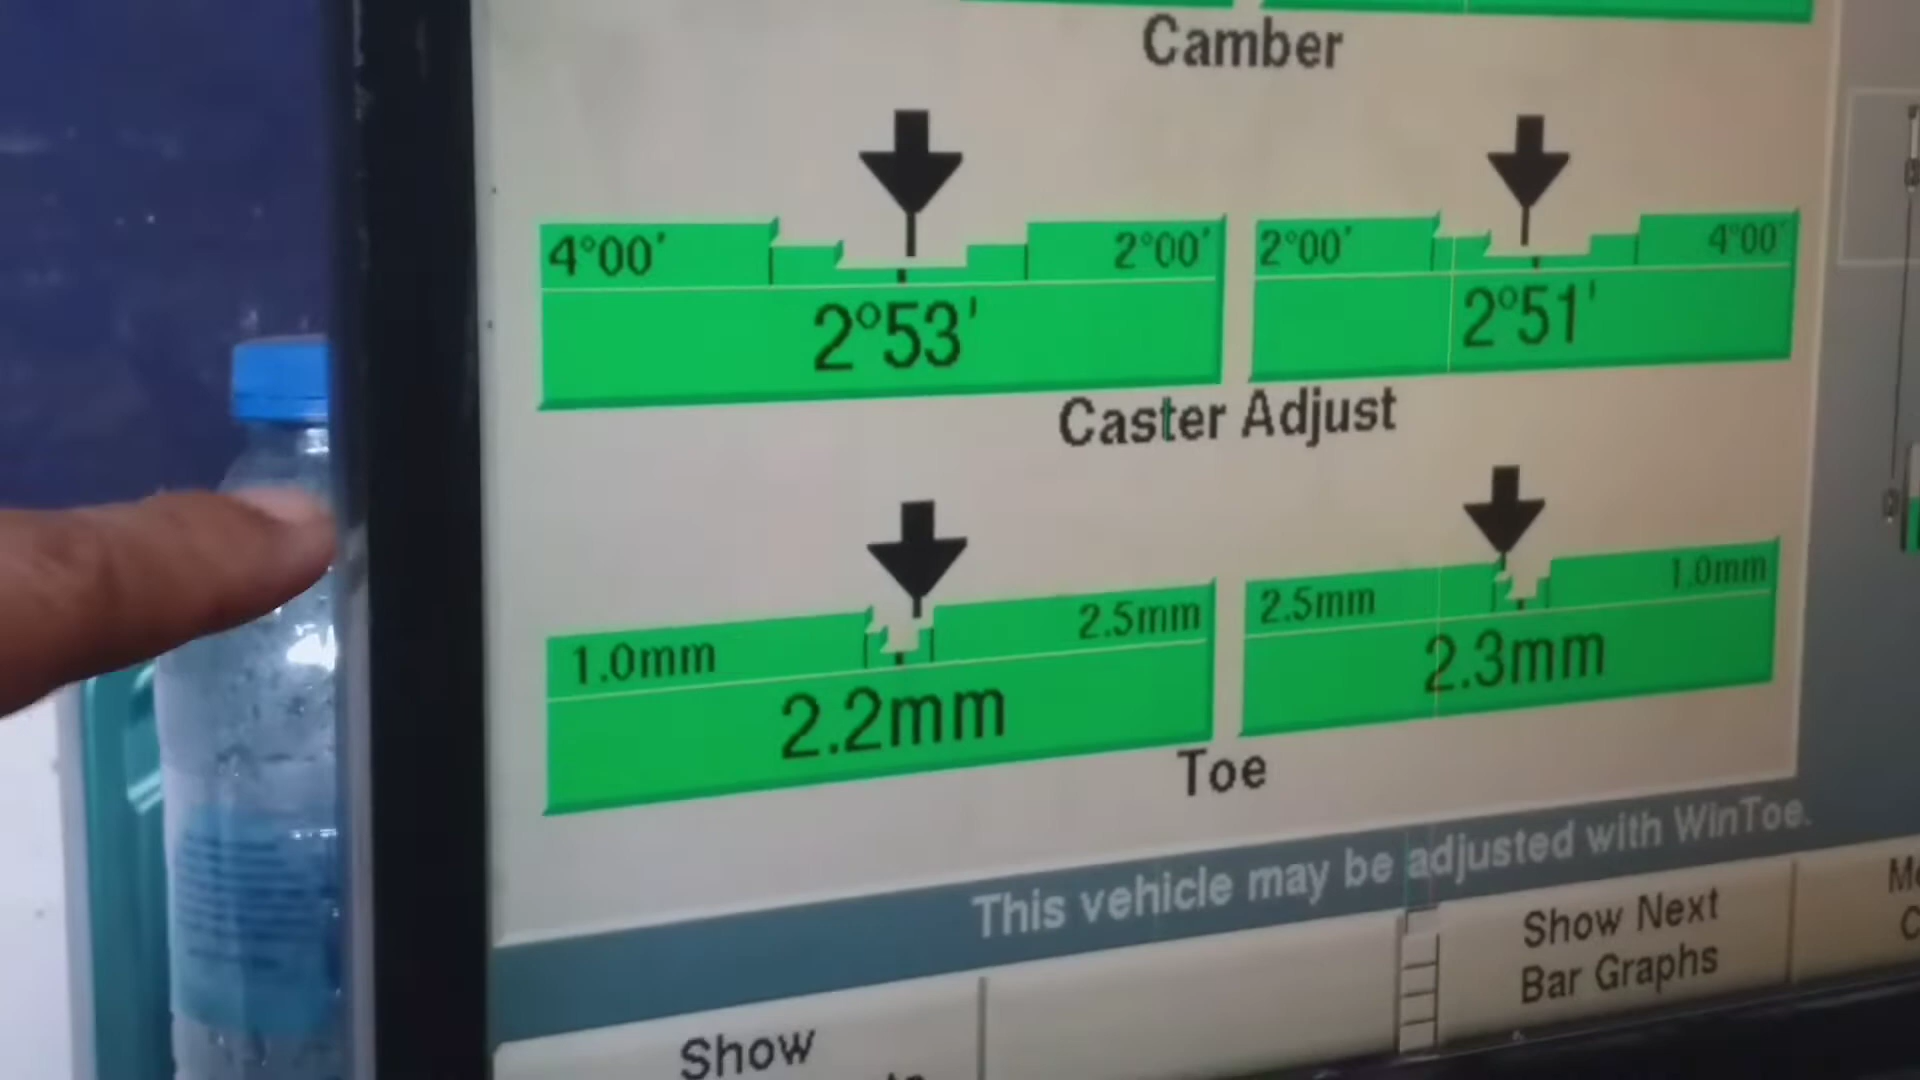 Camber
4°00' 2°00' 2°00' 4°00'
2°53' 2°51'
Caster Adjust
1.0mm 2.5mm 2.5mm 1.0mm
2.2mm 2.3mm
Toe
This vehicle may be adjusted with WinToe.
Show Next
Bar Graphs
Show